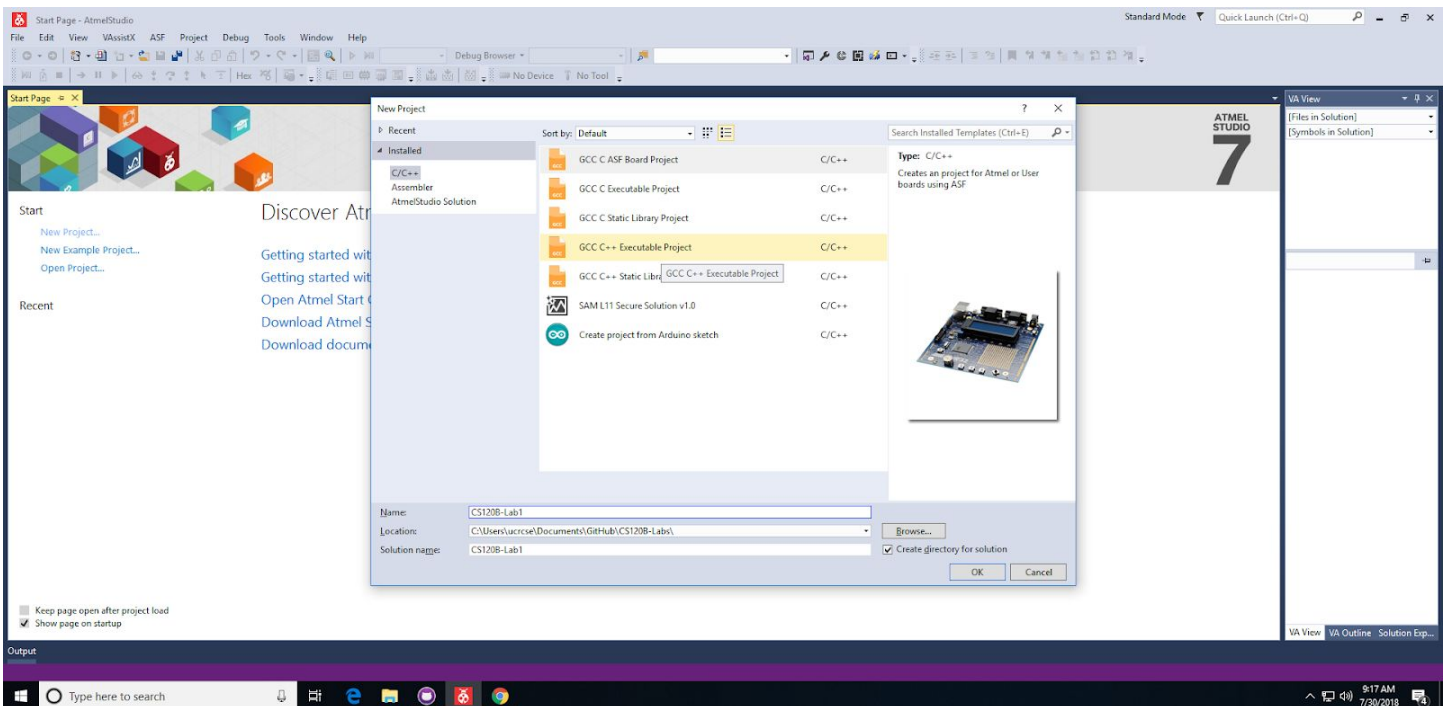 Start Page - AtmelStudio
Standard Mode
Quick Launch (Ctrl+Q)
File Edit View VAssistX ASF Project Debug Tools Window Help
Debug Browser
Hex
No Device
No Tool
Start Page
ATMEL
STUDIO
7
Start
New Project...
New Example Project...
Open Project...
Recent
Discover Atr
Getting started wit
Getting started wit
Open Atmel Start
Download Atmel S
Download docume
Keep page open after project load
Show page on startup
New Project
?
Recent
Installed
C/C++
Assembler
AtmelStudio Solution
Sort by: Default
Search Installed Templates (Ctrl+E)
GCC C ASF Board Project C/C++
GCC C Executable Project C/C++
GCC C Static Library Project C/C++
GCC C++ Executable Project C/C++
GCC C++ Static Libra C/C++
GCC C++ Executable Project
SAM L11 Secure Solution v1.0 C/C++
Create project from Arduino sketch C/C++
Type: C/C++
Creates an project for Atmel or User
boards using ASF
Name: CS120B-Lab1
Location: C:\Users\ucrcse\Documents\GitHub\CS120B-Labs\
Browse...
Solution name: CS120B-Lab1
Create directory for solution
OK Cancel
VA View
[Files in Solution]
[Symbols in Solution]
VA View VA Outline Solution Exp...
Output
Type here to search
9:17 AM
7/30/2018
4